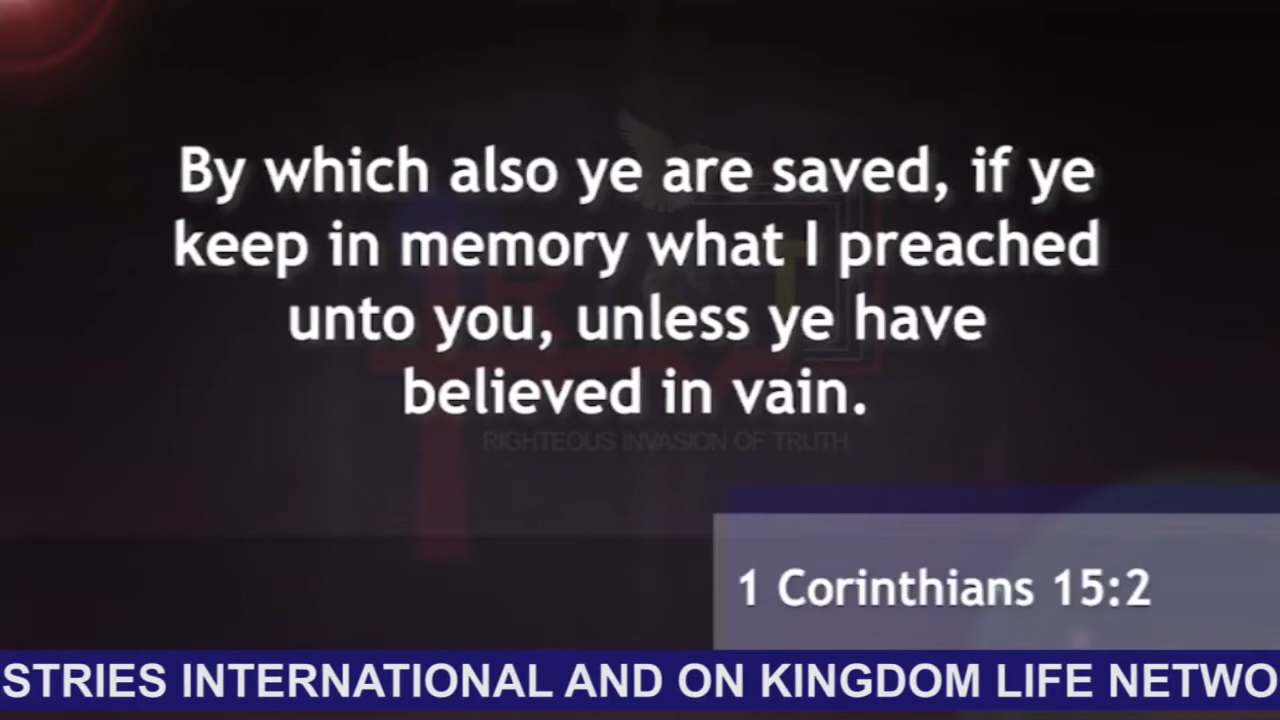 By which also ye are saved, if ye
keep in memory what I preached
unto you, unless ye have
believed in vain.
RIGHTEOUS INVASION OF TRUTH
1 Corinthians 15:2
STRIES INTERNATIONAL AND ON KINGDOM LIFE NETWO